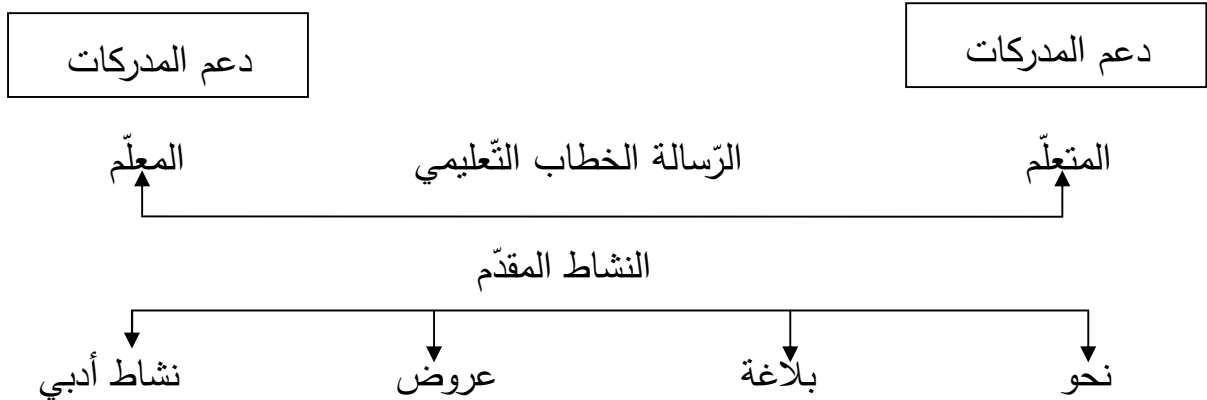 دعم المدركات
دعم المدركات
المتعلّم
الرّسالة الخطاب التّعليمي
المعلّم
النشاط المقدّم
نحو
بلاغة
عروض
نشاط أدبي